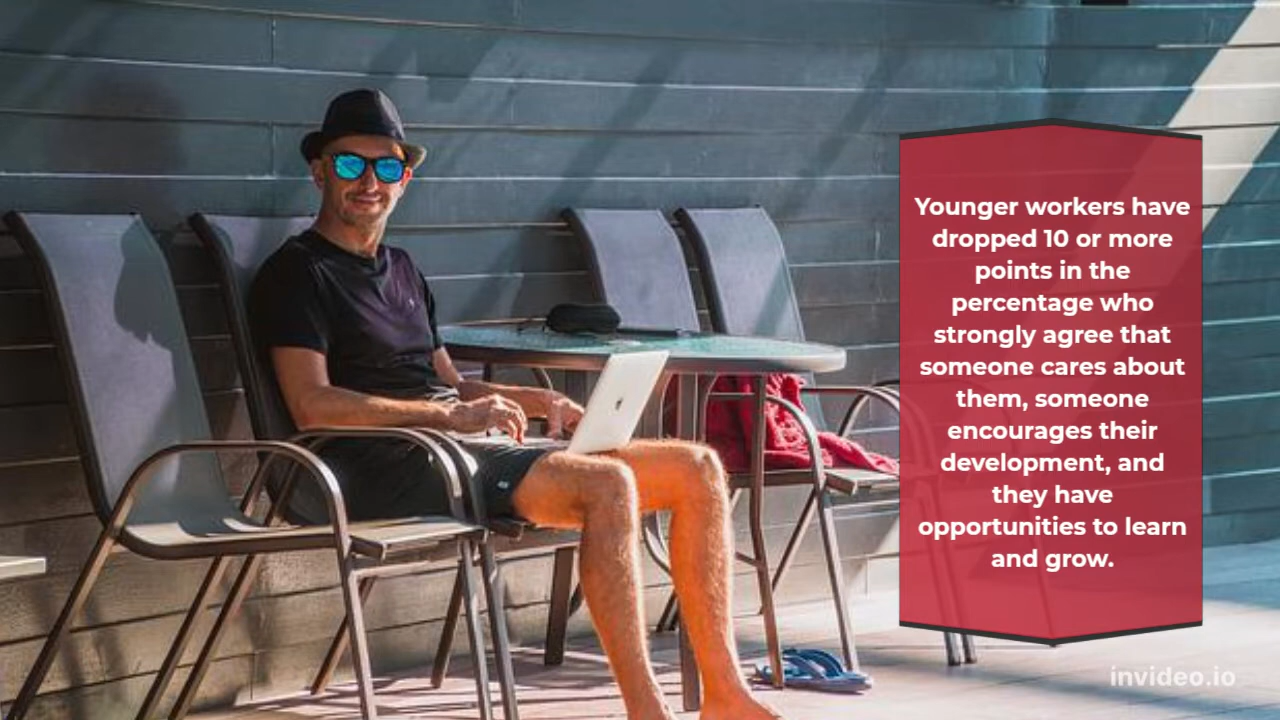 Younger workers have
dropped 10 or more
points in the
percentage who
strongly agree that
someone cares about
them, someone
encourages their
development, and
they have
opportunities to learn
and grow.
invideo.io